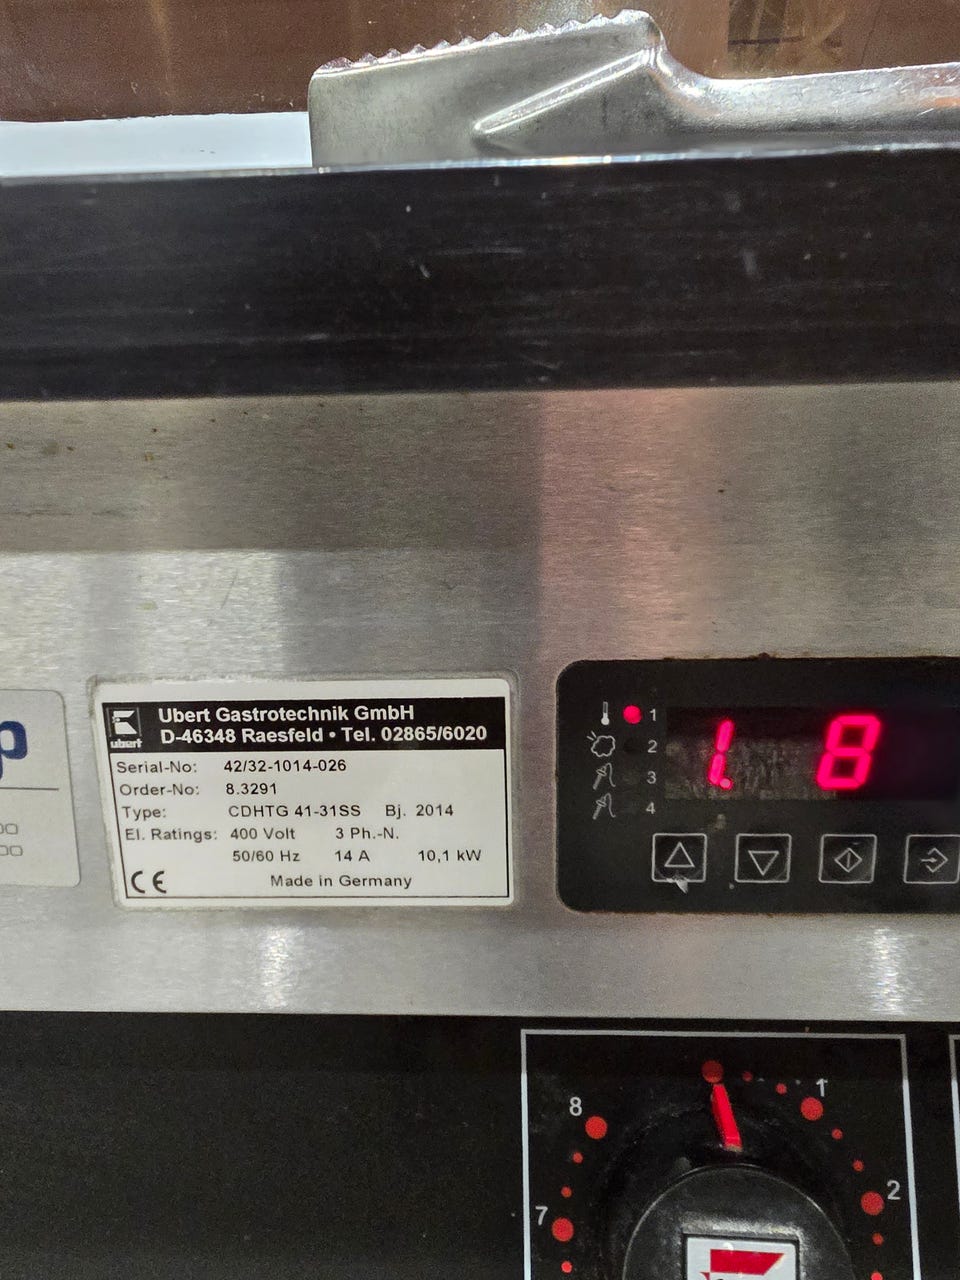 ubert
Ubert Gastrotechnik GmbH
D-46348 Raesfeld • Tel. 02865/6020
Serial-No: 42/32-1014-026
Order-No: 8.3291
Type: CDHTG 41-31SS Bj. 2014
El. Ratings: 400 Volt 3 Ph.-N.
50/60 Hz 14 A 10,1 kW
CE Made in Germany
p
1
2
3
4
1. 8
8
1
2
7